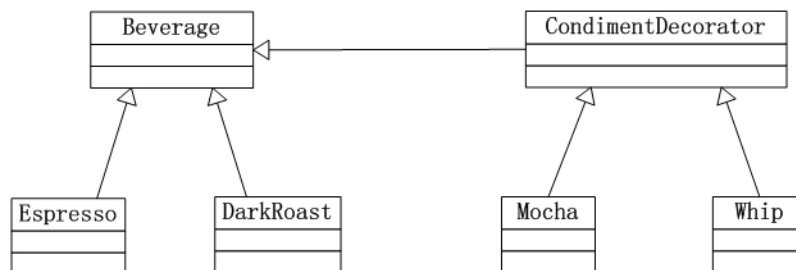 Beverage
CondimentDecorator
Espresso
DarkRoast
Mocha
Whip